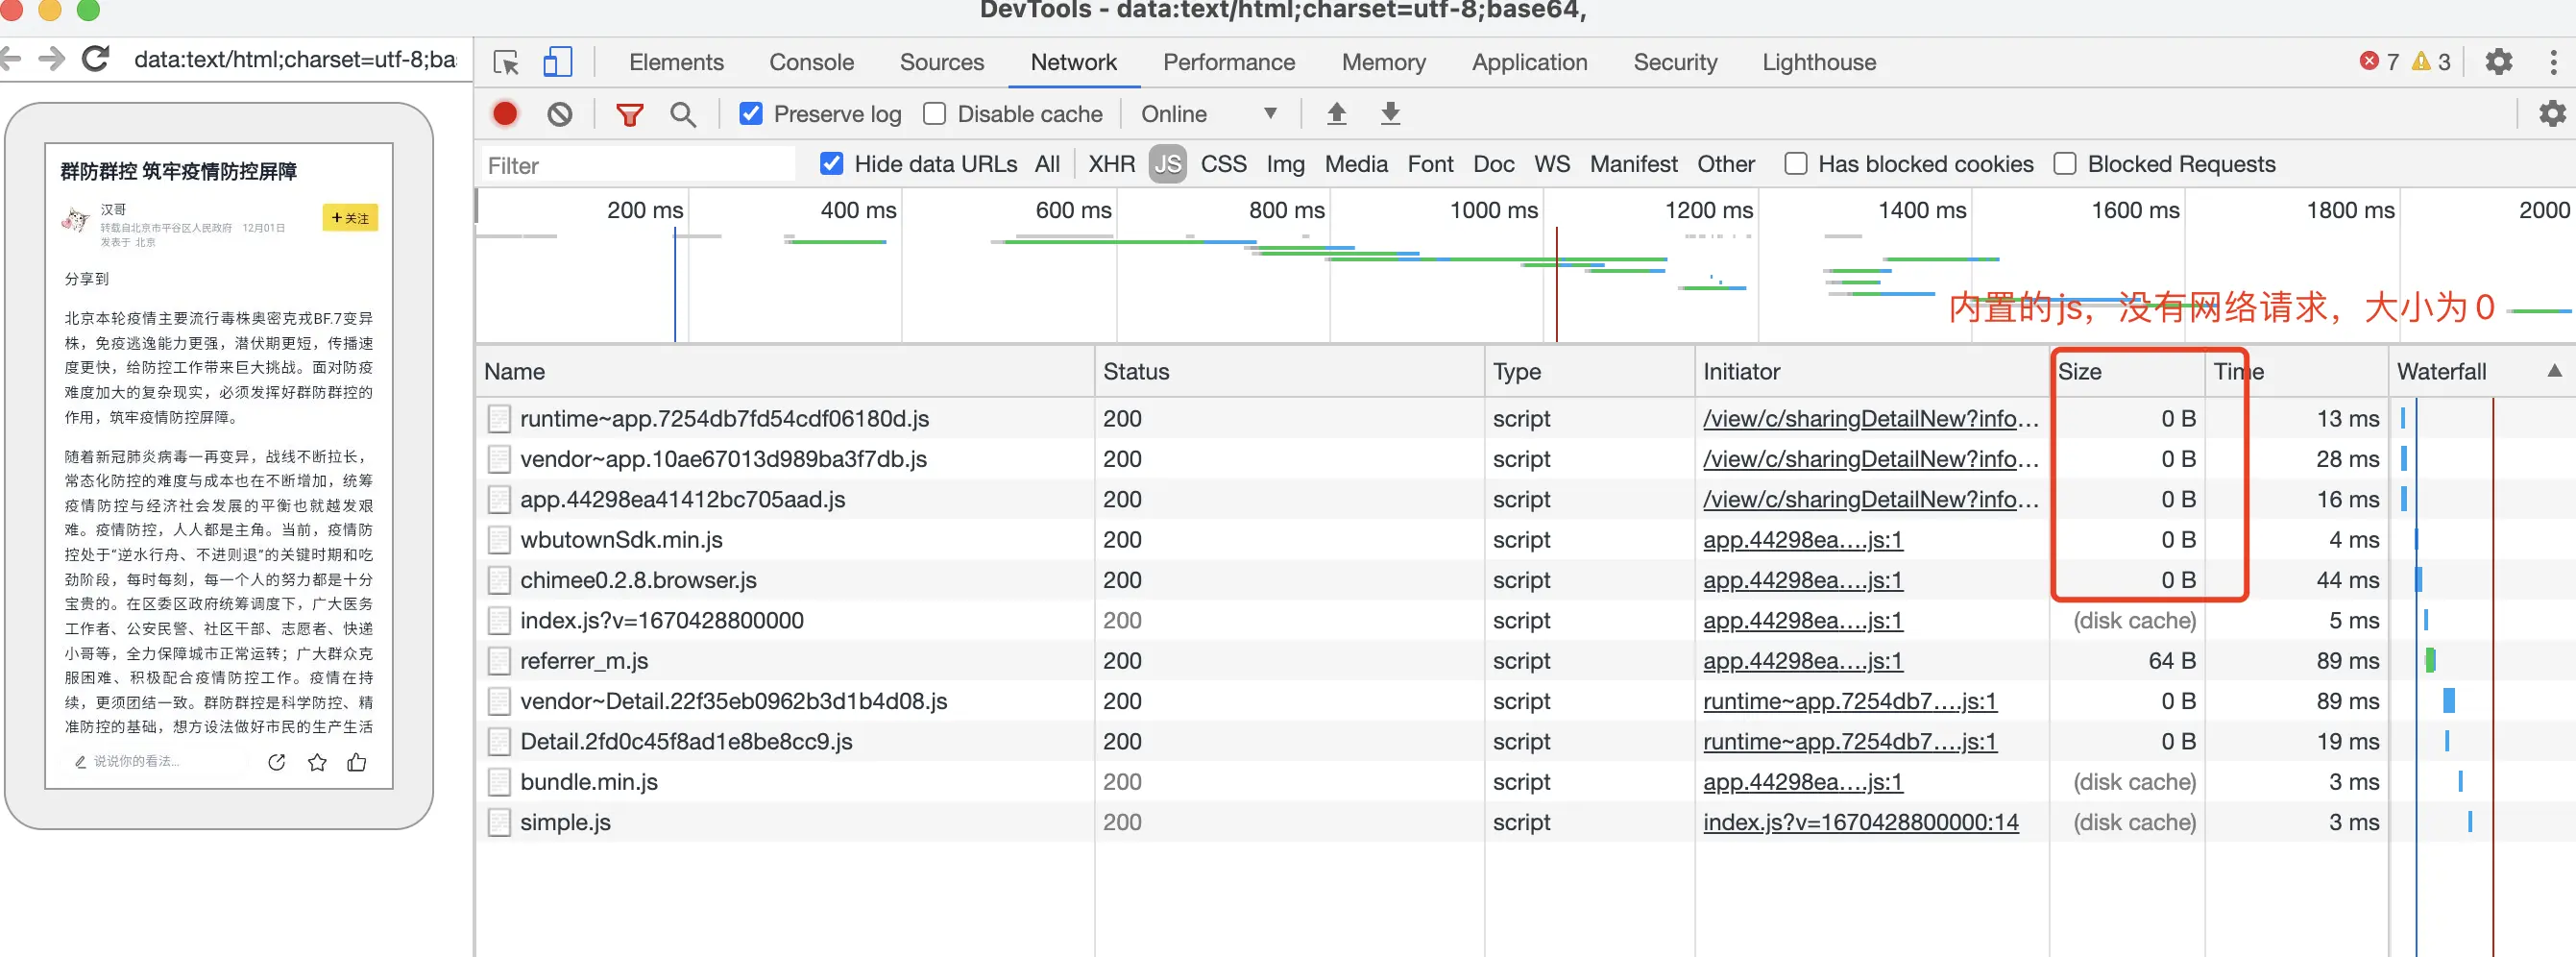 DevTools - data:text/html;charset=utf-8;base64,
data:text/html;charset=utf-8;ba
Elements Console Sources Network Performance Memory Application Security Lighthouse 7 3
Preserve log Disable cache Online
Filter Hide data URLs All XHR JS CSS Img Media Font Doc WS Manifest Other Has blocked cookies Blocked Requests
200 ms 400 ms 600 ms 800 ms 1000 ms 1200 ms 1400 ms 1600 ms 1800 ms 2000
内置的js，没有网络请求，大小为0
Name Status Type Initiator Size Time Waterfall
runtime~app.7254db7fd54cdf06180d.js 200 script /view/c/sharingDetailNew?info… 0 B 13 ms
vendor~app.10ae67013d989ba3f7db.js 200 script /view/c/sharingDetailNew?info… 0 B 28 ms
app.44298ea41412bc705aad.js 200 script /view/c/sharingDetailNew?info… 0 B 16 ms
wbutownSdk.min.js 200 script app.44298ea….js:1 0 B 4 ms
chimee0.2.8.browser.js 200 script app.44298ea….js:1 0 B 44 ms
index.js?v=1670428800000 200 script app.44298ea….js:1 (disk cache) 5 ms
referrer_m.js 200 script app.44298ea….js:1 64 B 89 ms
vendor~Detail.22f35eb0962b3d1b4d08.js 200 script runtime~app.7254db7….js:1 0 B 89 ms
Detail.2fd0c45f8ad1e8be8cc9.js 200 script runtime~app.7254db7….js:1 0 B 19 ms
bundle.min.js 200 script app.44298ea….js:1 (disk cache) 3 ms
simple.js 200 script index.js?v=1670428800000:14 (disk cache) 3 ms
群防群控 筑牢疫情防控屏障
汉哥
转载自北京市平谷区人民政府 12月01日
发表于 北京
+关注
分享到
北京本轮疫情主要流行毒株奥密克戎BF.7变异
株，免疫逃逸能力更强，潜伏期更短，传播速
度更快，给防控工作带来巨大挑战。面对防疫
难度加大的复杂现实，必须发挥好群防群控的
作用，筑牢疫情防控屏障。
随着新冠肺炎病毒一再变异，战线不断拉长，
常态化防控的难度与成本也在不断增加，统筹
疫情防控与经济社会发展的平衡也就越发艰
难。疫情防控，人人都是主角。当前，疫情防
控处于“逆水行舟、不进则退”的关键时期和吃
劲阶段，每时每刻，每一个人的努力都是十分
宝贵的。在区委区政府统筹调度下，广大医务
工作者、公安民警、社区干部、志愿者、快递
小哥等，全力保障城市正常运转；广大群众克
服困难、积极配合疫情防控工作。疫情在持
续，更须团结一致。群防群控是科学防控、精
准防控的基础，想方设法做好市民的生产生活
说说你的看法...